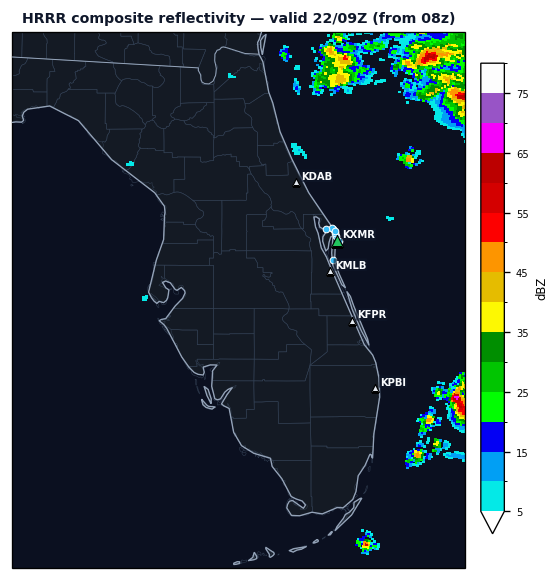 HRRR composite reflectivity — valid 22/09Z (from 08z)
KDAB
KXMR
KMLB
KFPR
KPBI
75
65
55
45
35
25
15
5
dBZ